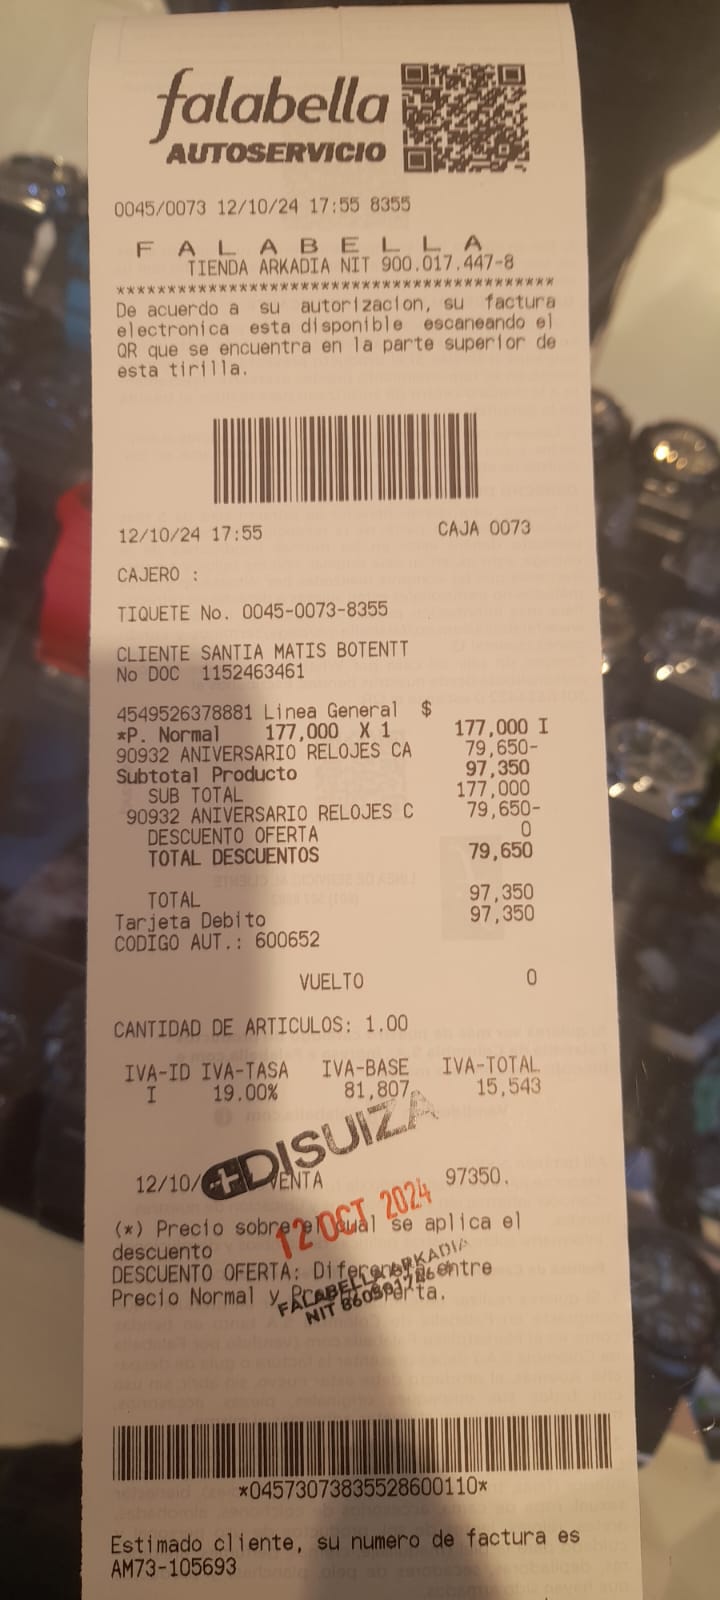 falabella
AUTOSERVICIO
0045/0073 12/10/24 17:55 8355
F A L A B E L L A
TIENDA ARKADIA NIT 900.017.447-8
******************************************
De acuerdo a su autorizacion, su factura
electronica esta disponible escaneando el
QR que se encuentra en la parte superior de
esta tirilla.
12/10/24 17:55 CAJA 0073
CAJERO :
TIQUETE No. 0045-0073-8355
CLIENTE SANTIA MATIS BOTENTT
No DOC 1152463461
4549526378881 Linea General $
*P. Normal 177,000 X 1 177,000 I
90932 ANIVERSARIO RELOJES CA 79,650-
Subtotal Producto 97,350
SUB TOTAL 177,000
90932 ANIVERSARIO RELOJES C 79,650-
DESCUENTO OFERTA 0
TOTAL DESCUENTOS 79,650
TOTAL 97,350
Tarjeta Debito 97,350
CODIGO AUT.: 600652
VUELTO 0
CANTIDAD DE ARTICULOS: 1.00
IVA-ID IVA-TASA IVA-BASE IVA-TOTAL
I 19.00% 81,807 15,543
DISUIZA
12/10/ VENTA 97350.
12 OCT 2024
(*) Precio sobre el cual se aplica el
descuento
DESCUENTO OFERTA: Diferencia entre
Precio Normal y Precio Oferta.
FALABELLA ARKADIA
NIT
*04573073835528600110*
Estimado cliente, su numero de factura es
AM73-105693